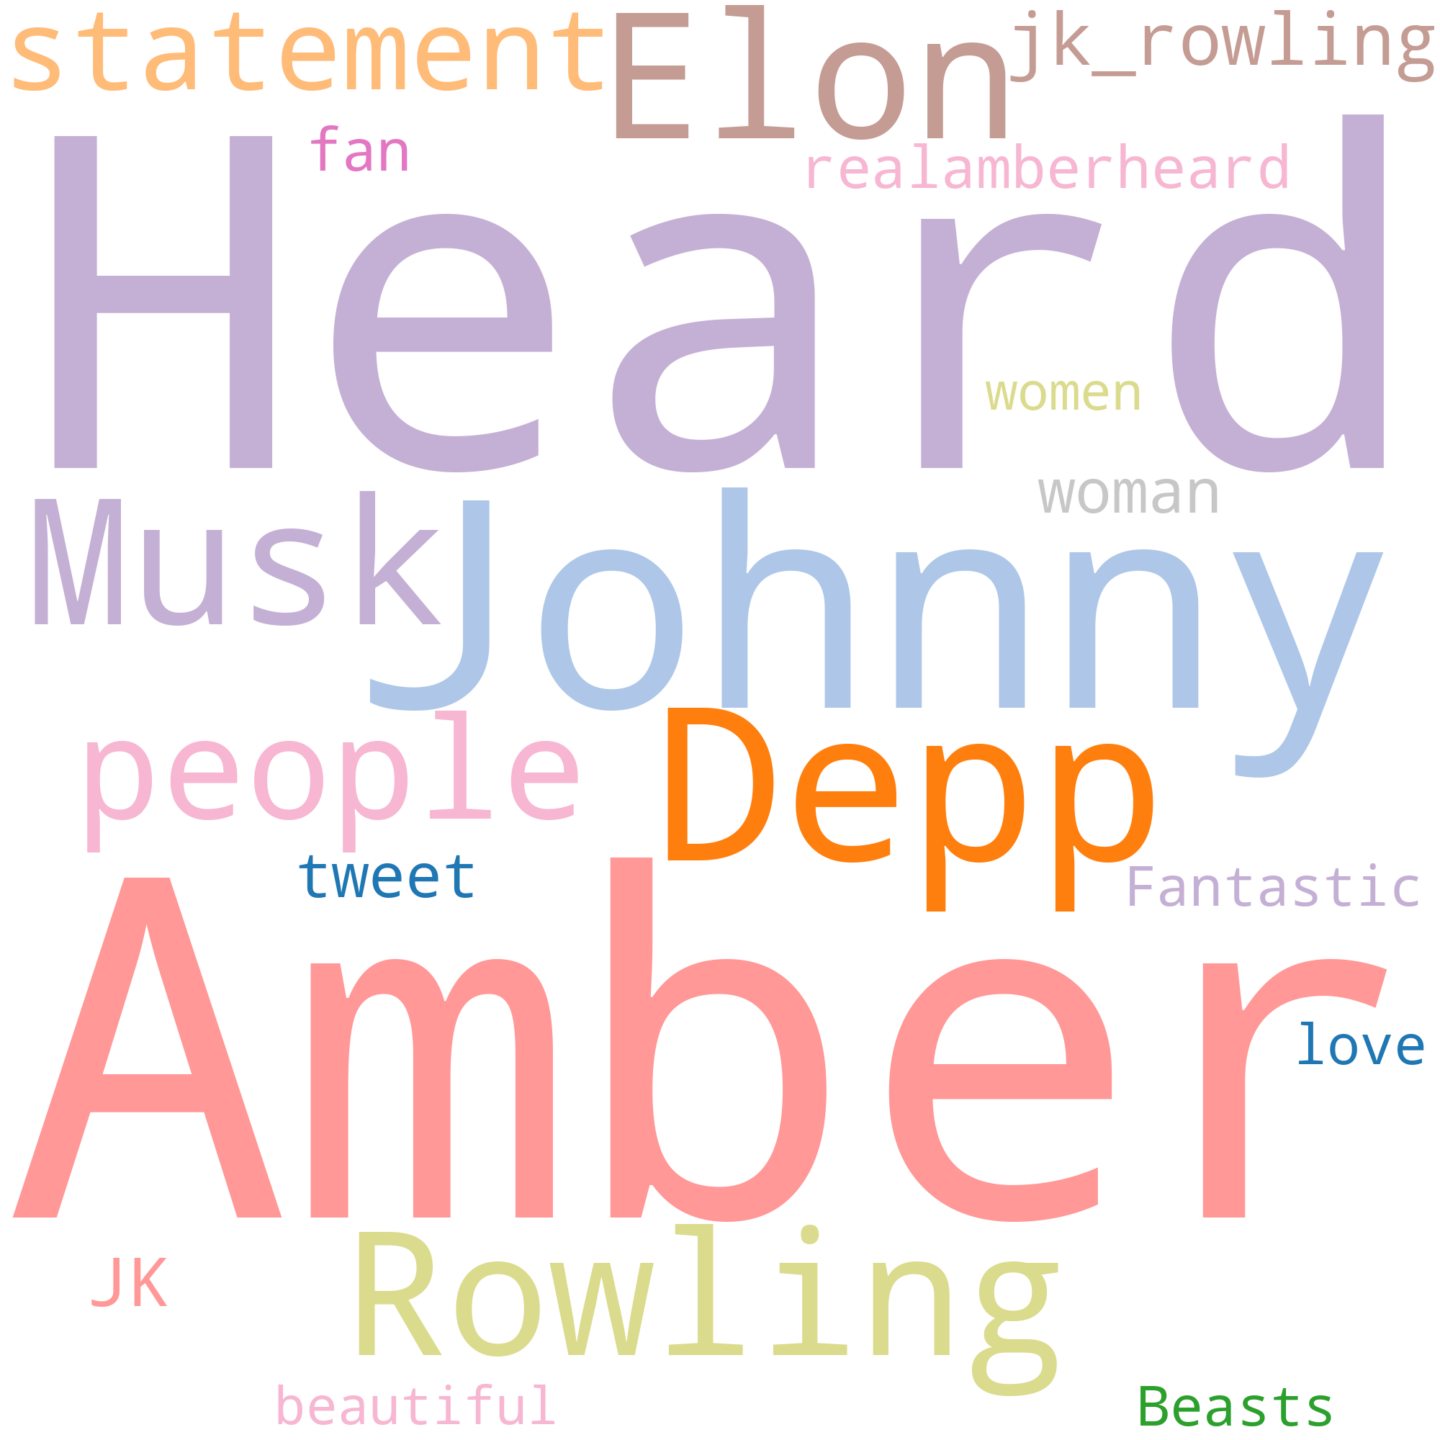 statement
Elon
jk_rowling
fan
realamberheard
Heard
women
woman
Musk
Johnny
people
Depp
tweet
Fantastic
Amber
love
JK
Rowling
beautiful
Beasts